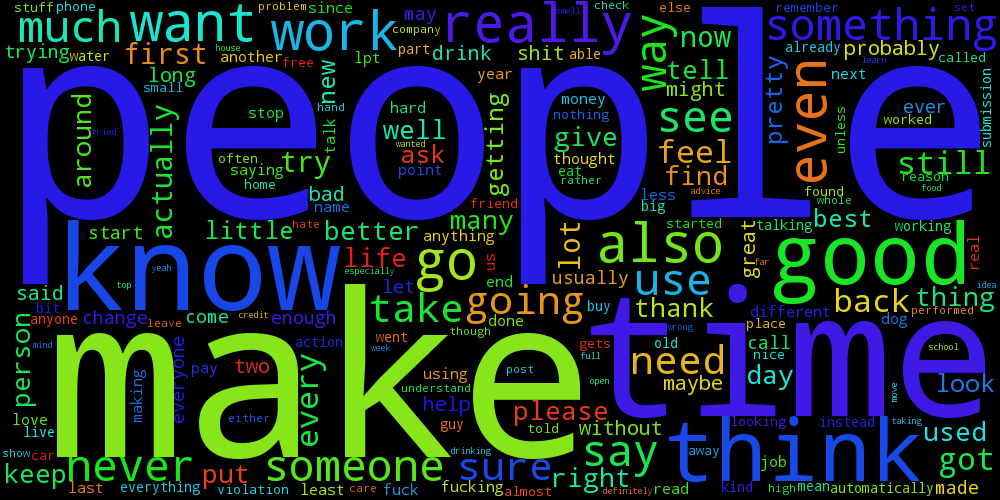 stuff phone problem since may smell check else remember set
much want work really way something
company part able now already probably called
trying water first another free lpt drink shit tell pretty even next learn
house
long small new year might see
people
around tried actually stop hand hard well wanted money nothing give unless ever worked submission
talk ask getting thought feel still
often saying try point eat find found reason
home bad name friend rather less advice whole food
start little hate better many big started great talking best working
know anything lot also good real
yeah life us usually far
especially
said top let go end use back thing idea
bit take going buy thank different performed
anyone change leave come credit enough done place dog
person mind make though went time
action week gets wrong old call nice school
everyone two every using full need day look
making pay understand post open maybe move
love either help please
live guy told without looking instead taking
show car drinking say think used
keep never put someone sure right away job got
last everything violation least care fuck fucking almost definitely read kind high mean automatically made